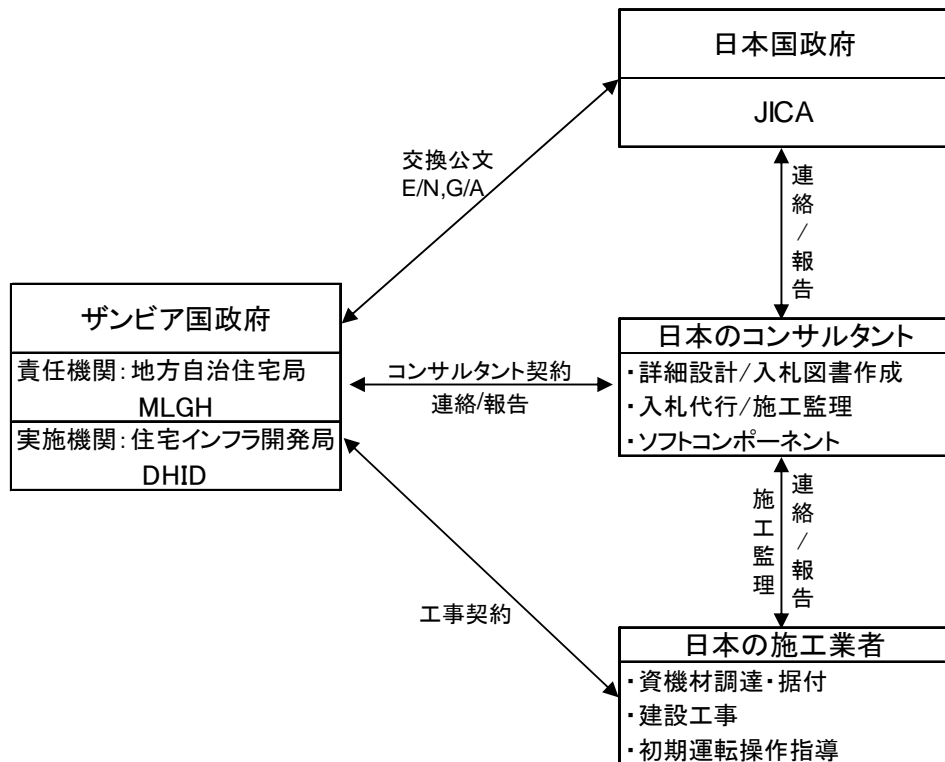 日本国政府
JICA
交換公文
E/N,G/A
連絡/報告
ザンビア国政府
責任機関：地方自治住宅局
MLGH
実施機関：住宅インフラ開発局
DHID
コンサルタント契約
連絡/報告
日本のコンサルタント
・詳細設計/入札図書作成
・入札代行/施工監理
・ソフトコンポーネント
施工監理
連絡/報告
工事契約
日本の施工業者
・資機材調達・据付
・建設工事
・初期運転操作指導